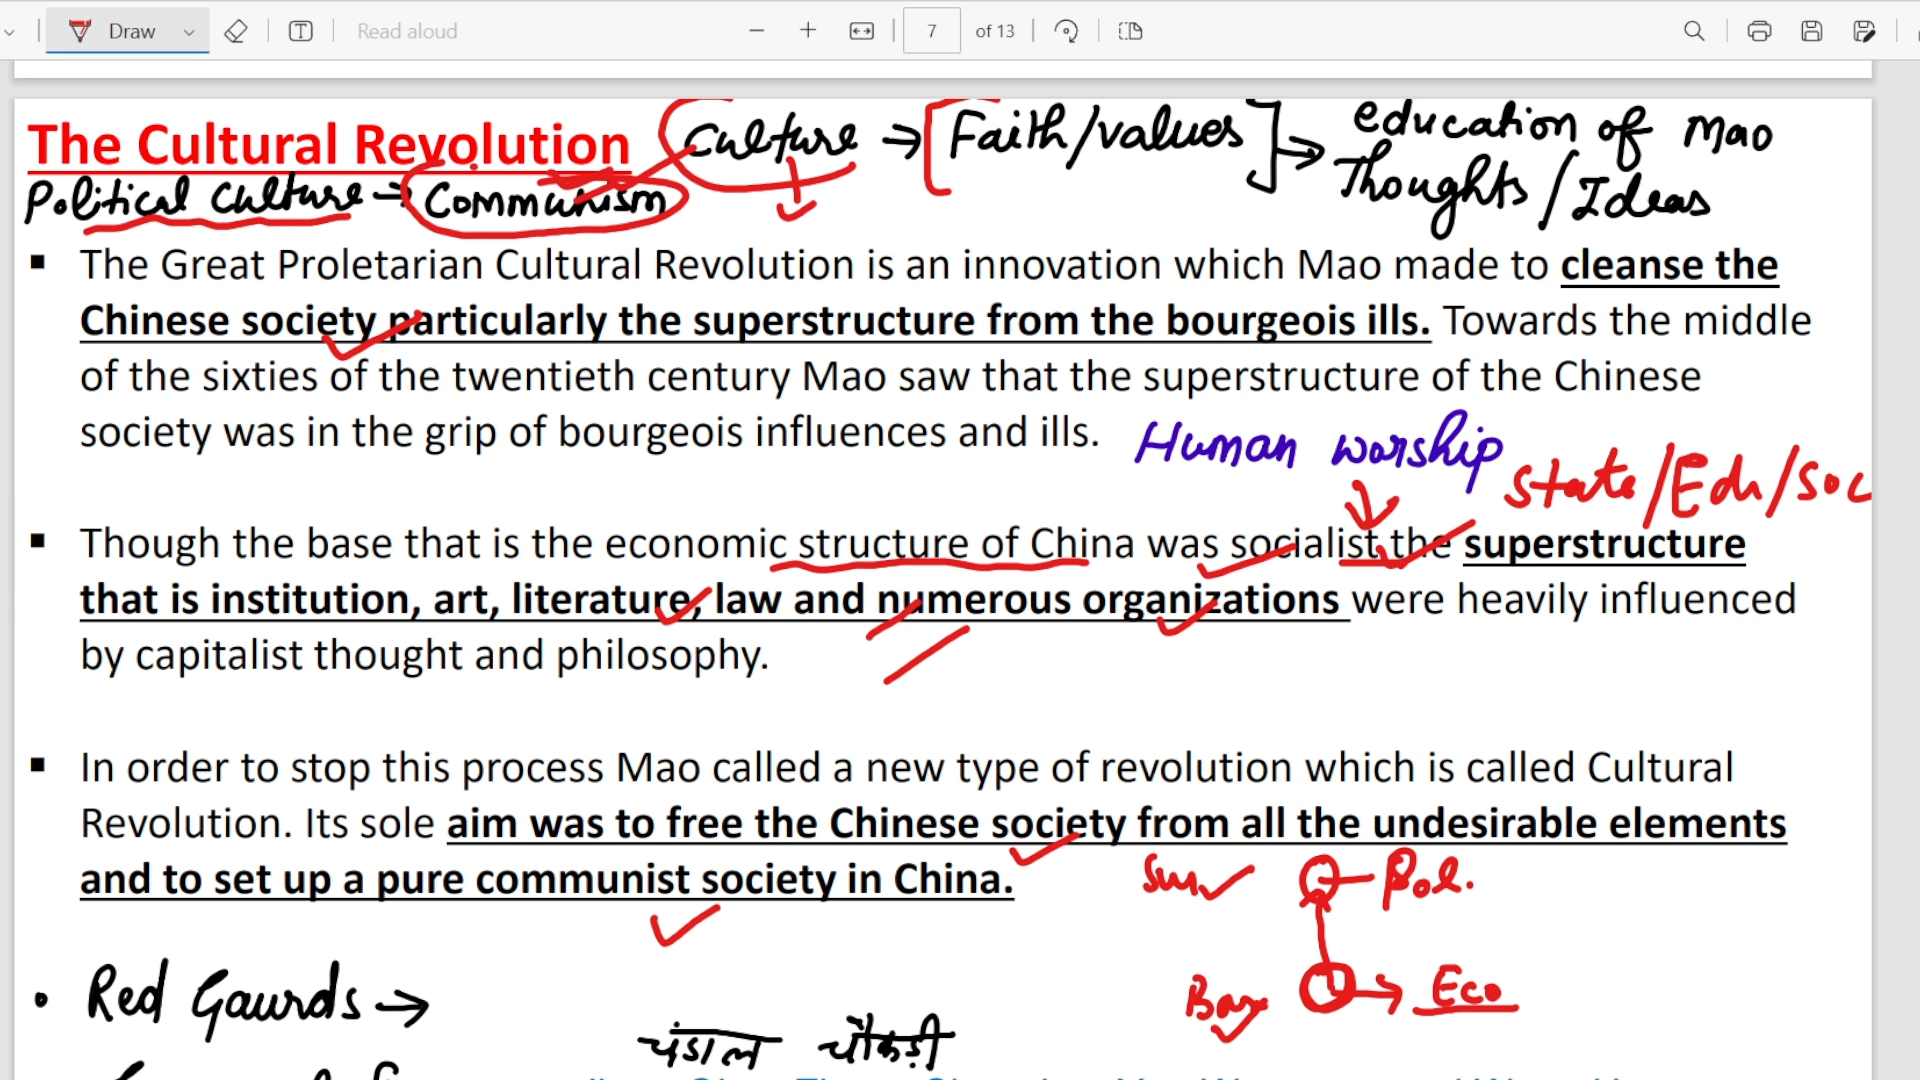 Draw
Read aloud
7 of 13
The Cultural Revolution Culture → [Faith/values] → education of Mao
Thoughts/Ideas
Political Culture → Communism
▪ The Great Proletarian Cultural Revolution is an innovation which Mao made to cleanse the
Chinese society particularly the superstructure from the bourgeois ills. Towards the middle
of the sixties of the twentieth century Mao saw that the superstructure of the Chinese
society was in the grip of bourgeois influences and ills.
Human worship
State/Edu/Soc
▪ Though the base that is the economic structure of China was socialist the superstructure
that is institution, art, literature, law and numerous organizations were heavily influenced
by capitalist thought and philosophy.
▪ In order to stop this process Mao called a new type of revolution which is called Cultural
Revolution. Its sole aim was to free the Chinese society from all the undesirable elements
and to set up a pure communist society in China.
Sur Pol.
Base → Eco
• Red Gaurds →
चंडाल चौकड़ी